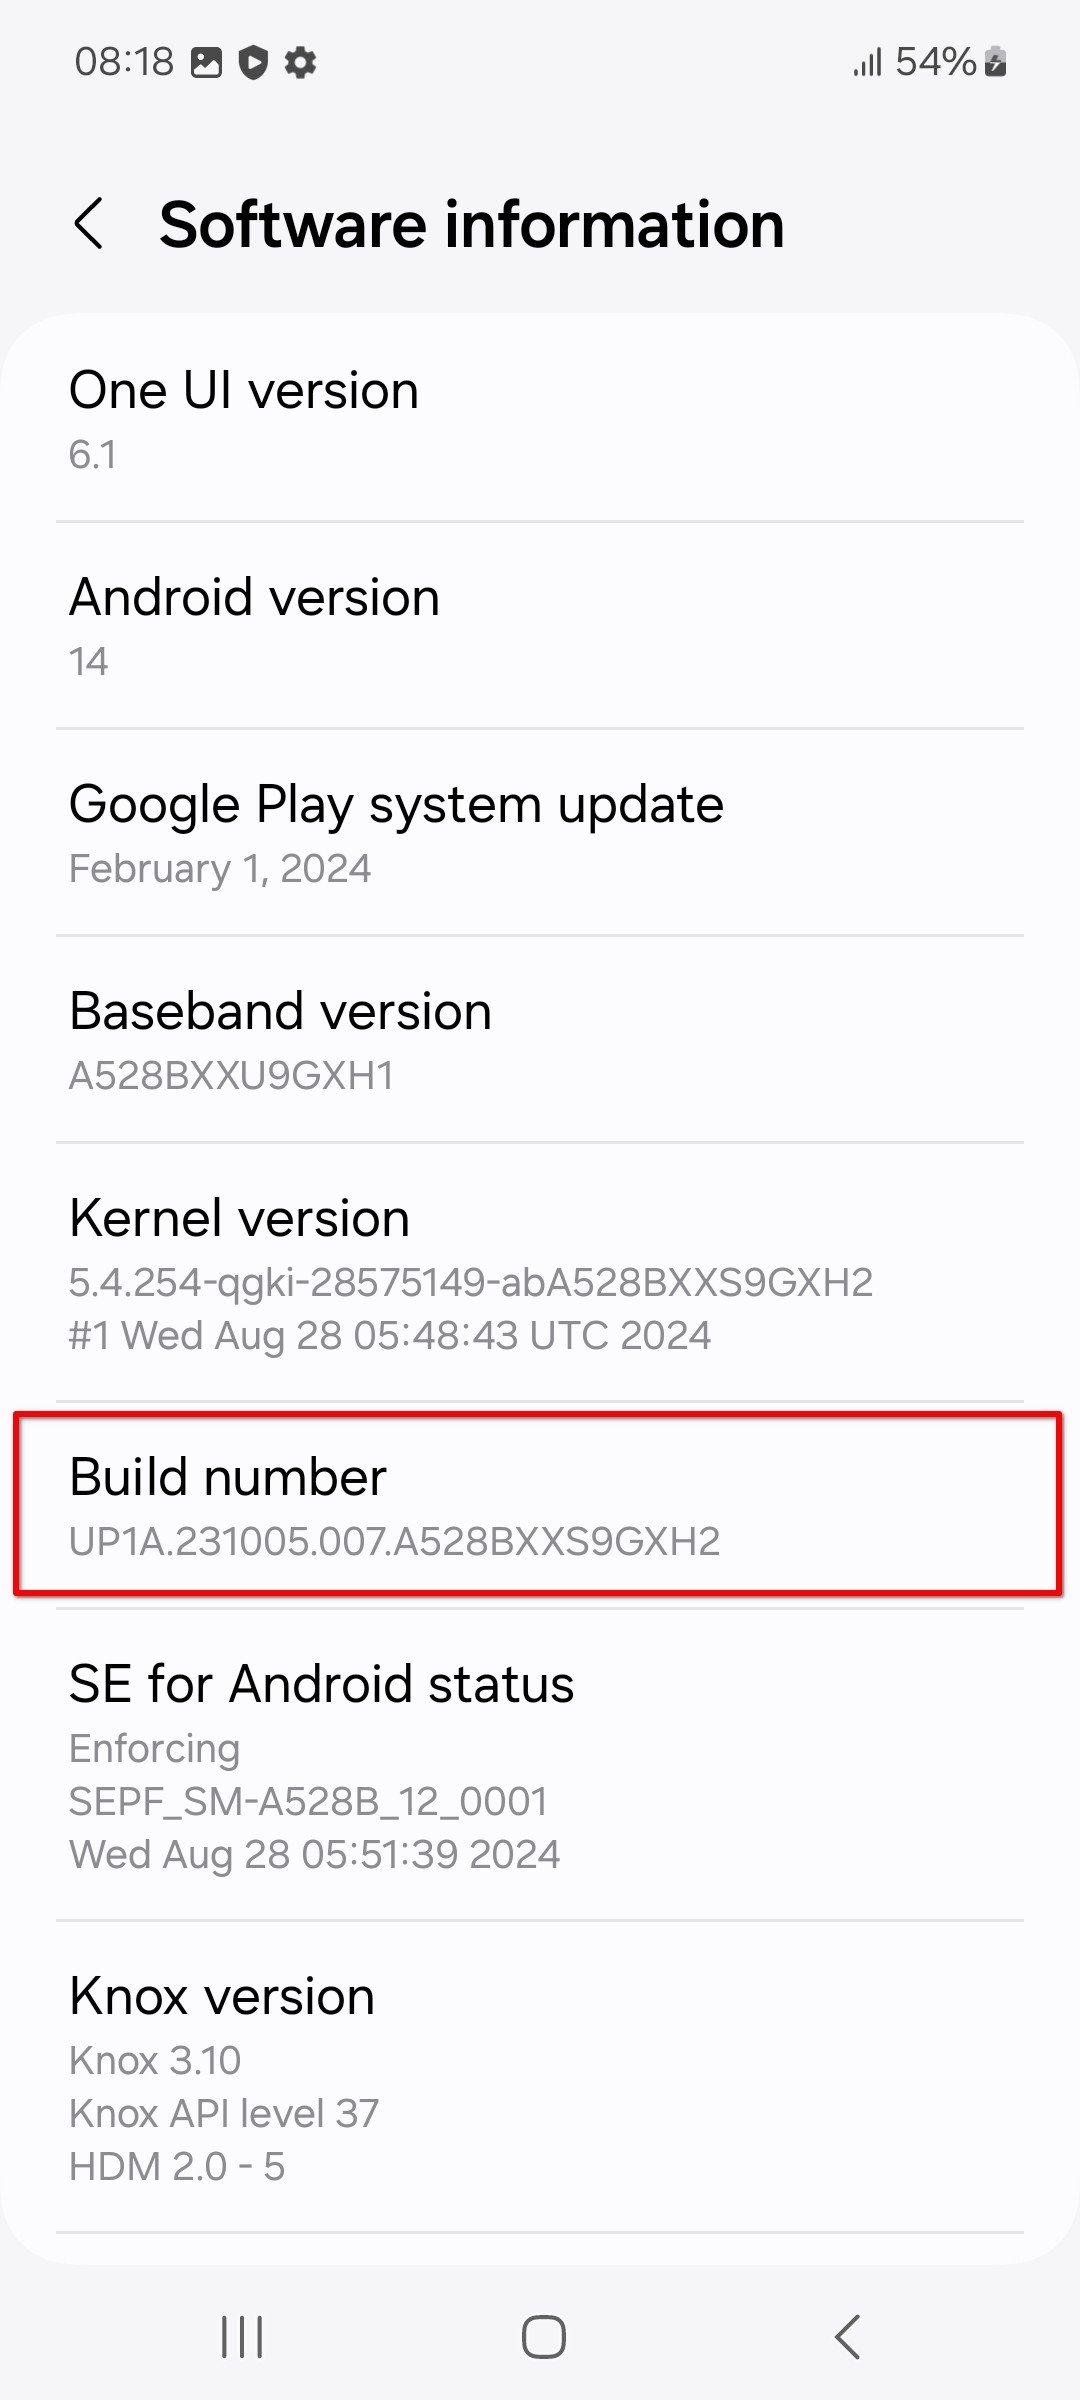 08:18 54%
Software information
One UI version
6.1
Android version
14
Google Play system update
February 1, 2024
Baseband version
A528BXXU9GXH1
Kernel version
5.4.254-qgki-28575149-abA528BXXS9GXH2
#1 Wed Aug 28 05:48:43 UTC 2024
Build number
UP1A.231005.007.A528BXXS9GXH2
SE for Android status
Enforcing
SEPF_SM-A528B_12_0001
Wed Aug 28 05:51:39 2024
Knox version
Knox 3.10
Knox API level 37
HDM 2.0 - 5